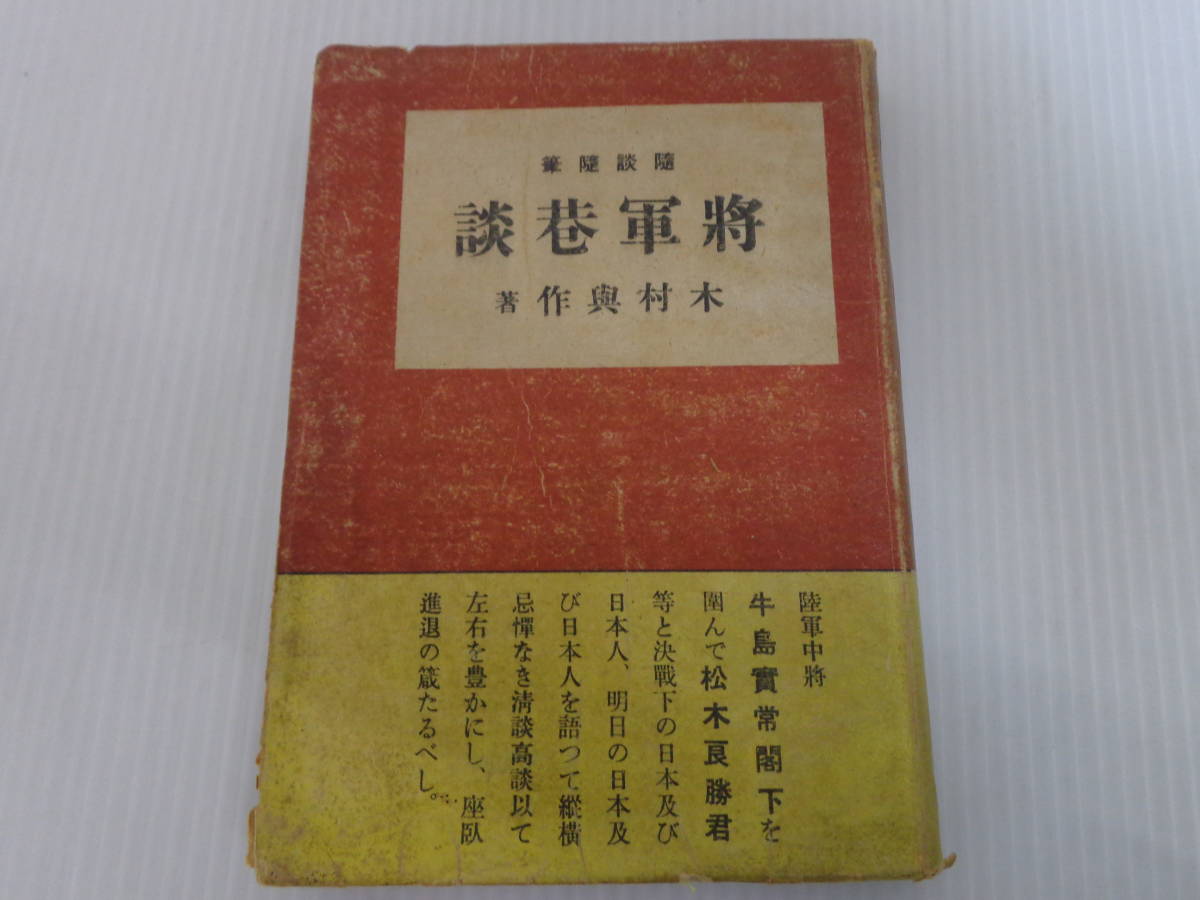 隨談隨筆
將軍巷談
木村與作著
陸軍中將
牛島實常閣下を
圍んで松木良勝君
等と決戰下の日本及び
日本人、明日の日本及
び日本人を語つて縱橫
忌憚なき淸談高談以て
左右を豊かにし、座臥
進退の箴たるべし。